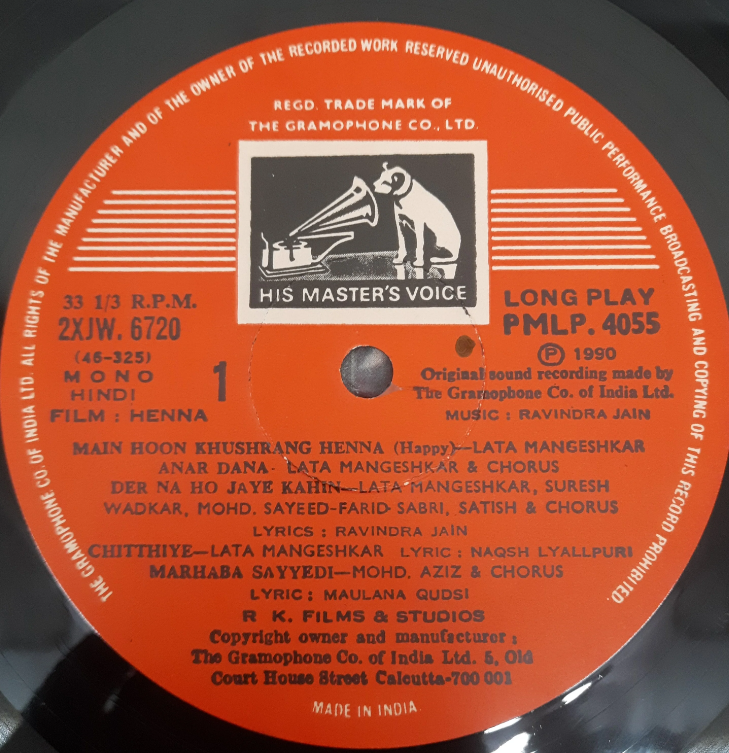 THE GRAMOPHONE CO. OF INDIA LTD. ALL RIGHTS OF THE MANUFACTURER AND OF THE OWNER OF THE RECORDED WORK RESERVED UNAUTHORISED PUBLIC PERFORMANCE BROADCASTING AND COPYING OF THIS RECORD PROHIBITED.
REGD. TRADE MARK OF
THE GRAMOPHONE CO., LTD.
HIS MASTER'S VOICE
33 1/3 R.P.M.
2XJW. 6720
(46-325)
MONO
HINDI
FILM : HENNA
1
LONG PLAY
PMLP. 4055
Ⓟ 1990
Original sound recording made by
The Gramophone Co. of India Ltd.
MUSIC : RAVINDRA JAIN
MAIN HOON KHUSHRANG HENNA (Happy)—LATA MANGESHKAR
ANAR DANA- LATA MANGESHKAR & CHORUS
DER NA HO JAYE KAHIN—LATA MANGESHKAR, SURESH
WADKAR, MOHD. SAYEED-FARID SABRI, SATISH & CHORUS
LYRICS : RAVINDRA JAIN
CHITTHIYE—LATA MANGESHKAR LYRIC : NAQSH LYALLPURI
MARHABA SAYYEDI—MOHD. AZIZ & CHORUS
LYRIC : MAULANA QUDSI
R K. FILMS & STUDIOS
Copyright owner and manufacturer :
The Gramophone Co. of India Ltd. 5, Old
Court House Street Calcutta-700 001
MADE IN INDIA.